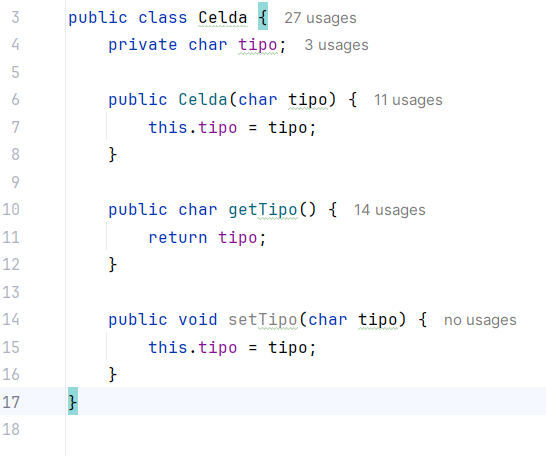 3 public class Celda { 27 usages
4 private char tipo; 3 usages
5
6 public Celda(char tipo) { 11 usages
7 this.tipo = tipo;
8 }
9
10 public char getTipo() { 14 usages
11 return tipo;
12 }
13
14 public void setTipo(char tipo) { no usages
15 this.tipo = tipo;
16 }
17 }
18